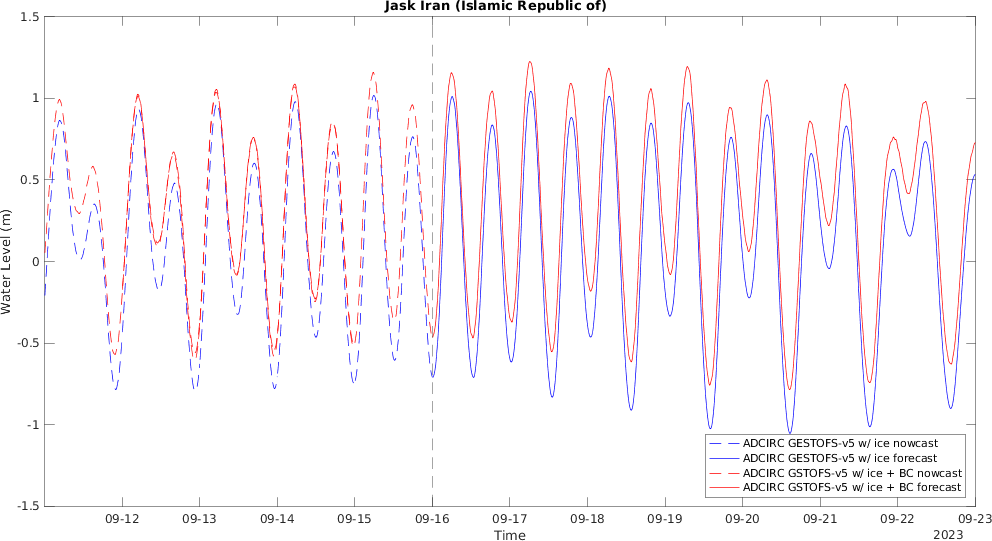 Jask Iran (Islamic Republic of)
1.5
1
0.5
0
-0.5
-1
-1.5
Water Level (m)
ADCIRC GESTOFS-v5 w/ ice nowcast
ADCIRC GESTOFS-v5 w/ ice forecast
ADCIRC GSTOFS-v5 w/ ice + BC nowcast
ADCIRC GSTOFS-v5 w/ ice + BC forecast
09-12 09-13 09-14 09-15 09-16 09-17 09-18 09-19 09-20 09-21 09-22 09-23
Time
2023